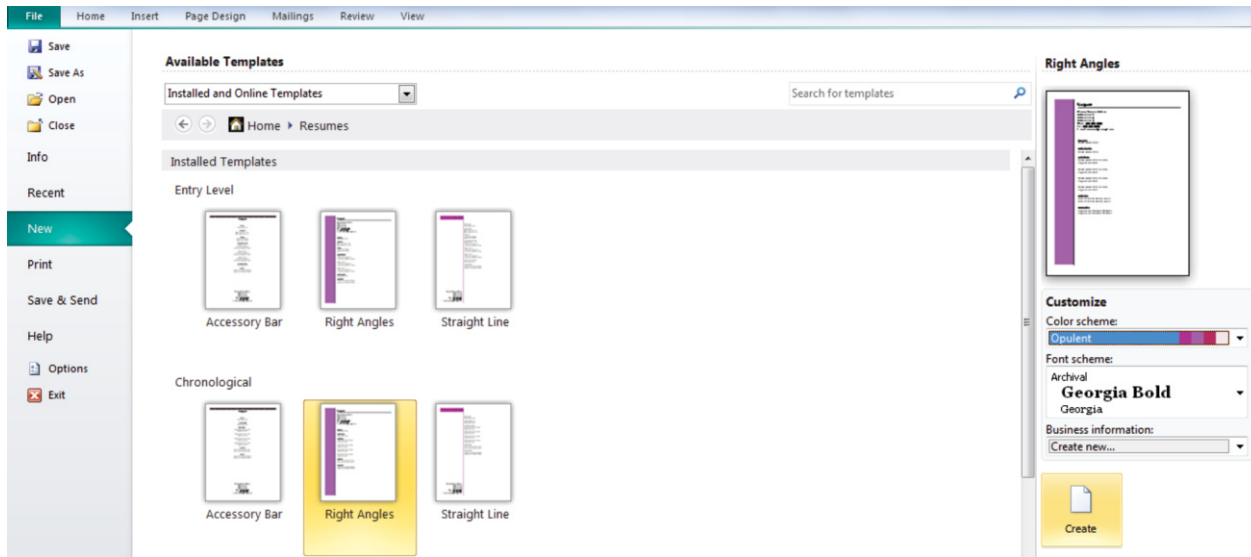 File Home Insert Page Design Mailings Review View
Save
Save As
Open
Close
Info
Recent
New
Print
Save & Send
Help
Options
Exit
Available Templates
Installed and Online Templates
Search for templates
Home Resumes
Installed Templates
Entry Level
Accessory Bar Right Angles Straight Line
Chronological
Accessory Bar Right Angles Straight Line
Right Angles
Customize
Color scheme:
Opulent
Font scheme:
Archival
Georgia Bold
Georgia
Business information:
Create new...
Create